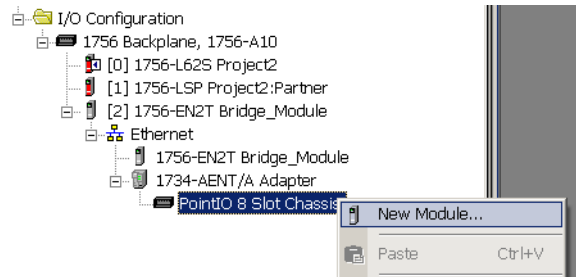 I/O Configuration
1756 Backplane, 1756-A10
[0] 1756-L62S Project2
[1] 1756-LSP Project2:Partner
[2] 1756-EN2T Bridge_Module
Ethernet
1756-EN2T Bridge_Module
1734-AENT/A Adapter
PointIO 8 Slot Chassis
New Module...
Paste Ctrl+V